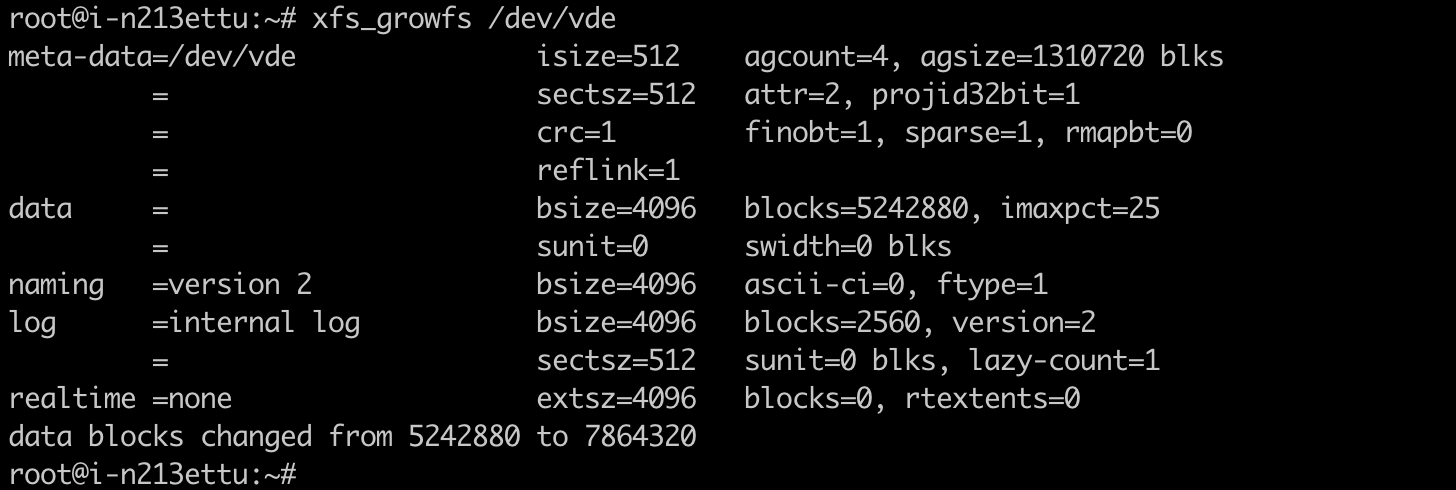 root@i-n213ettu:~# xfs_growfs /dev/vde
meta-data=/dev/vde               isize=512    agcount=4, agsize=1310720 blks
         =                       sectsz=512   attr=2, projid32bit=1
         =                       crc=1        finobt=1, sparse=1, rmapbt=0
         =                       reflink=1
data     =                       bsize=4096   blocks=5242880, imaxpct=25
         =                       sunit=0      swidth=0 blks
naming   =version 2              bsize=4096   ascii-ci=0, ftype=1
log      =internal log           bsize=4096   blocks=2560, version=2
         =                       sectsz=512   sunit=0 blks, lazy-count=1
realtime =none                   extsz=4096   blocks=0, rtextents=0
data blocks changed from 5242880 to 7864320
root@i-n213ettu:~#